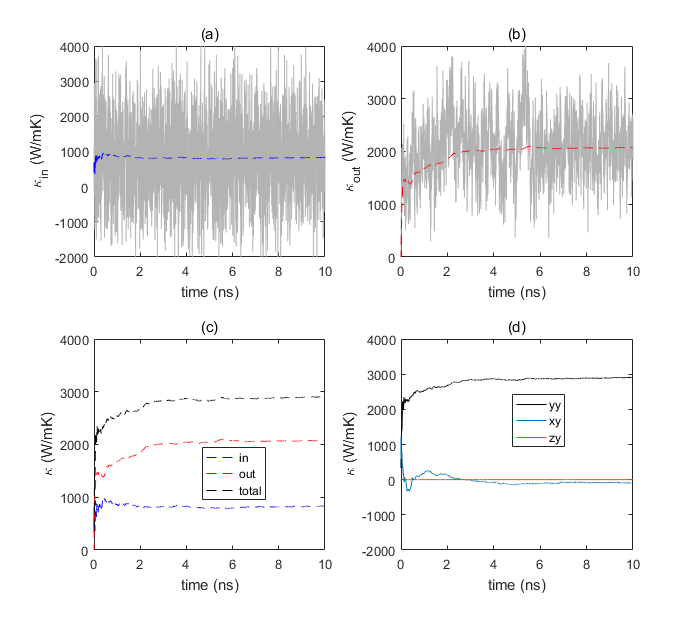 (a)
4000
3000
2000
1000
0
-1000
-2000
κin (W/mK)
0 2 4 6 8 10
time (ns)
(b)
4000
3000
2000
1000
0
κout (W/mK)
0 2 4 6 8 10
time (ns)
(c)
4000
3000
2000
1000
0
κ (W/mK)
in
out
total
0 2 4 6 8 10
time (ns)
(d)
4000
3000
2000
1000
0
-1000
-2000
κ (W/mK)
yy
xy
zy
0 2 4 6 8 10
time (ns)